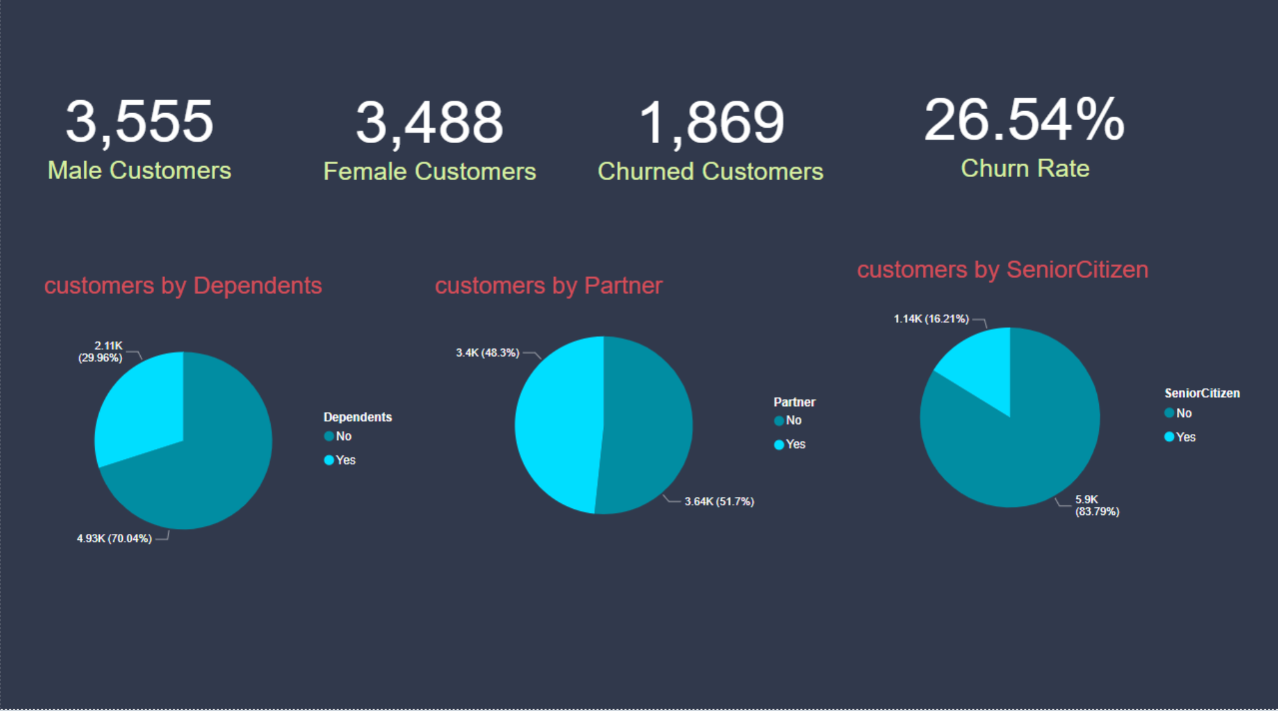 3,555
Male Customers
3,488
Female Customers
1,869
Churned Customers
26.54%
Churn Rate
customers by Dependents
2.11K
(29.96%)
4.93K (70.04%)
Dependents
No
Yes
customers by Partner
3.4K (48.3%)
3.64K (51.7%)
Partner
No
Yes
customers by SeniorCitizen
1.14K (16.21%)
5.9K
(83.79%)
SeniorCitizen
No
Yes